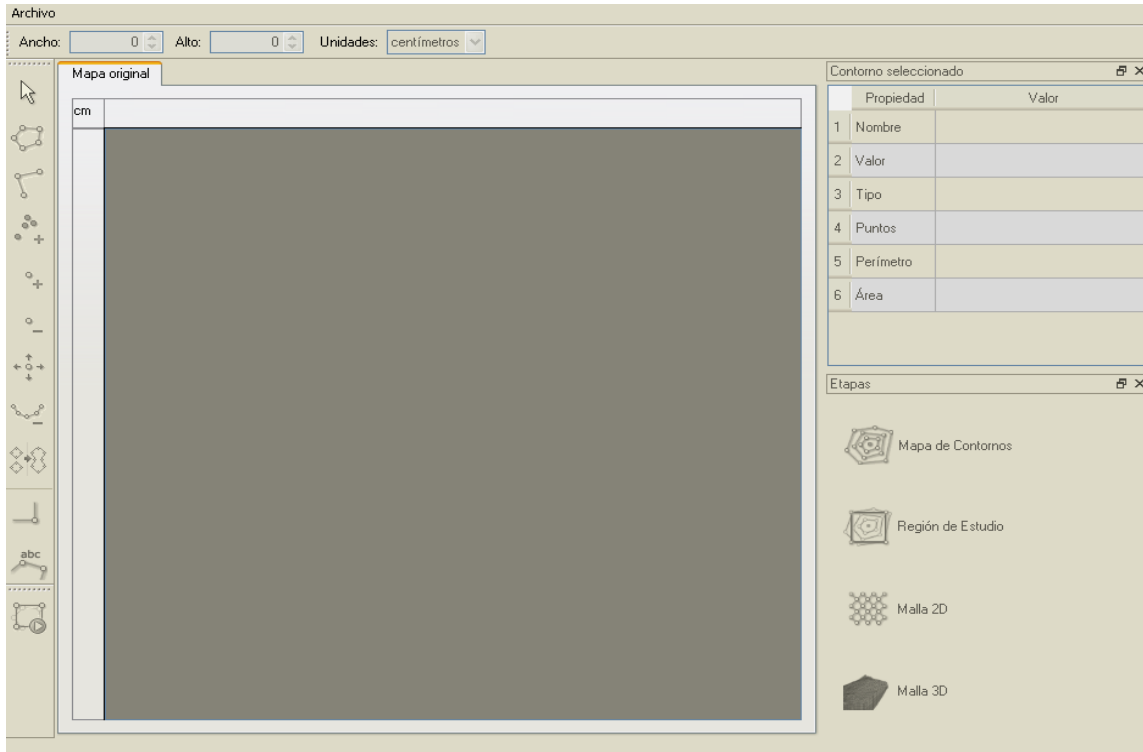 Archivo
Ancho: 0 Alto: 0 Unidades: centímetros
Mapa original
cm
abc
Contorno seleccionado
Propiedad Valor
1 Nombre
2 Valor
3 Tipo
4 Puntos
5 Perímetro
6 Área
Etapas
Mapa de Contornos
Región de Estudio
Malla 2D
Malla 3D